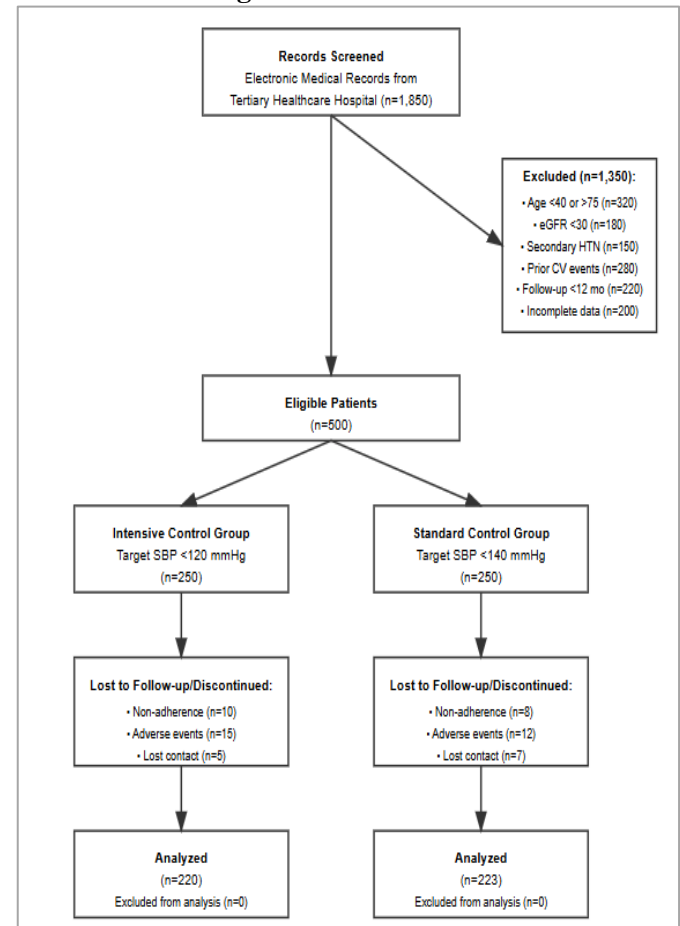 Records Screened
Electronic Medical Records from
Tertiary Healthcare Hospital (n=1,850)
Excluded (n=1,350):
• Age <40 or >75 (n=320)
• eGFR <30 (n=180)
• Secondary HTN (n=150)
• Prior CV events (n=280)
• Follow-up <12 mo (n=220)
• Incomplete data (n=200)
Eligible Patients
(n=500)
Intensive Control Group
Target SBP <120 mmHg
(n=250)
Standard Control Group
Target SBP <140 mmHg
(n=250)
Lost to Follow-up/Discontinued:
• Non-adherence (n=10)
• Adverse events (n=15)
• Lost contact (n=5)
Lost to Follow-up/Discontinued:
• Non-adherence (n=8)
• Adverse events (n=12)
• Lost contact (n=7)
Analyzed
(n=220)
Excluded from analysis (n=0)
Analyzed
(n=223)
Excluded from analysis (n=0)